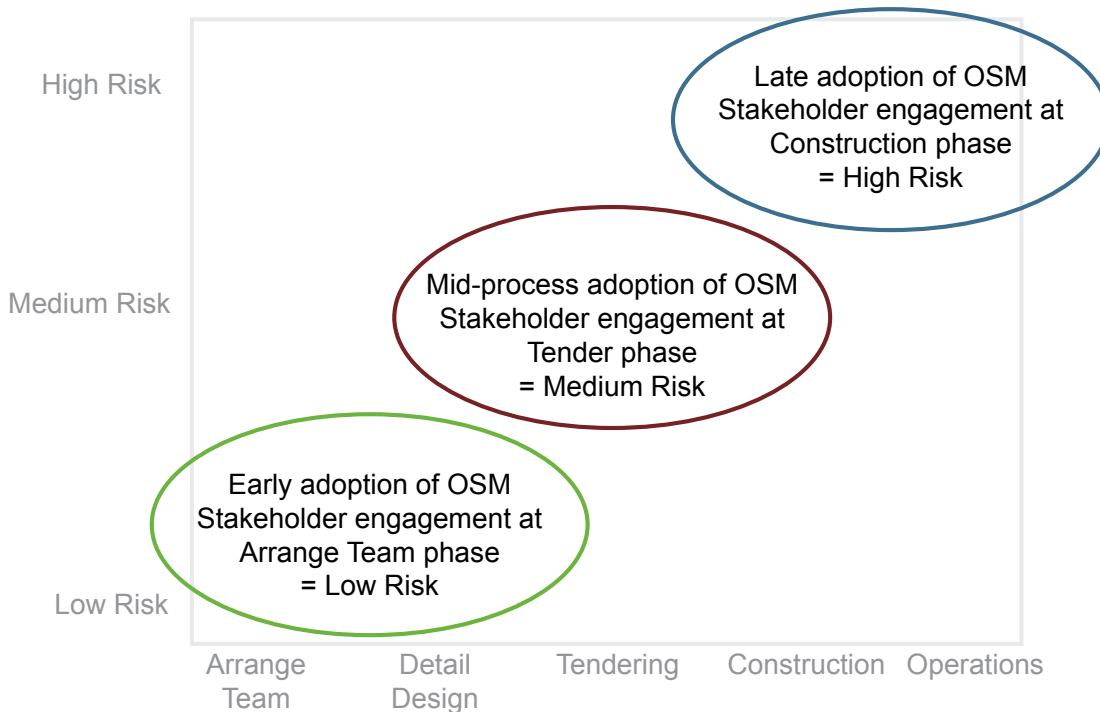 High Risk
Late adoption of OSM
Stakeholder engagement at
Construction phase
= High Risk
Medium Risk
Mid-process adoption of OSM
Stakeholder engagement at
Tender phase
= Medium Risk
Early adoption of OSM
Stakeholder engagement at
Arrange Team phase
= Low Risk
Low Risk
Arrange
Team
Detail
Design
Tendering
Construction
Operations